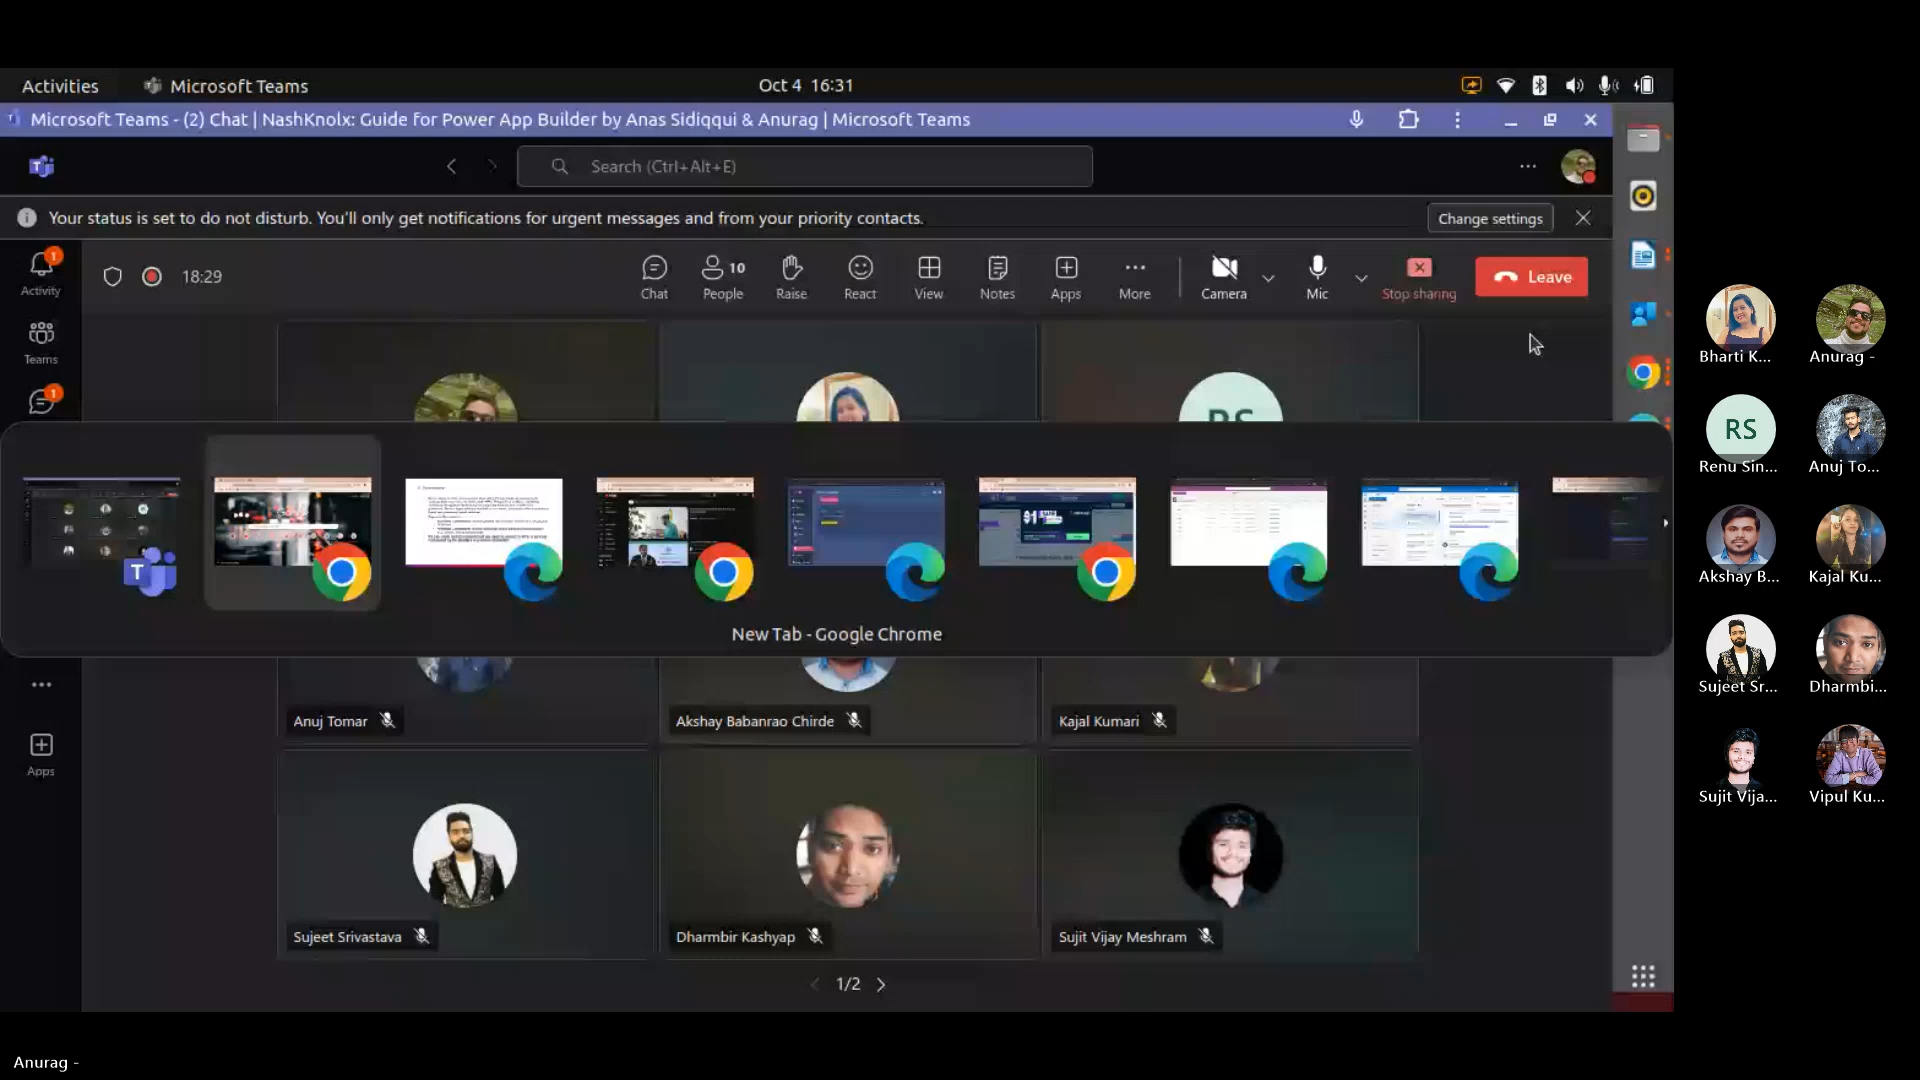 Activities
Microsoft Teams
Oct 4 16:31
Microsoft Teams - (2) Chat | NashKnolx: Guide for Power App Builder by Anas Sidiqqui & Anurag | Microsoft Teams
Search (Ctrl+Alt+E)
Your status is set to do not disturb. You'll only get notifications for urgent messages and from your priority contacts.
Change settings
1
Activity
Teams
1
18:29
Chat
10
People
Raise
React
View
Notes
Apps
More
Camera
Mic
Stop sharing
Leave
RS
T
New Tab - Google Chrome
Anuj Tomar
Akshay Babanrao Chirde
Kajal Kumari
Apps
Sujeet Srivastava
Dharmbir Kashyap
Sujit Vijay Meshram
1/2
Bharti K...
Anurag -
RS
Renu Sin...
Anuj To...
Akshay B...
Kajal Ku...
Sujeet Sr...
Dharmbi...
Sujit Vija...
Vipul Ku...
Anurag -